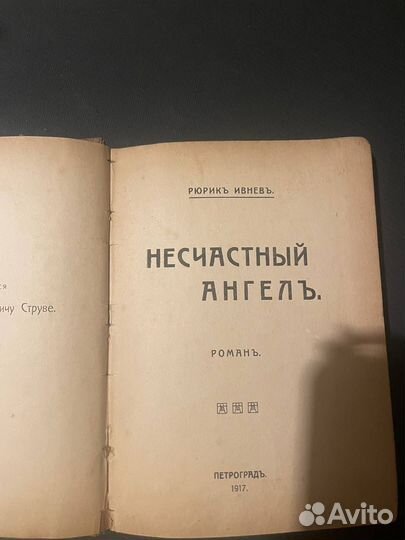 ся
ичу Струве.
РЮРИКЪ ИВНЕВЪ.
НЕСЧАСТНЫЙ
АНГЕЛЪ.
РОМАНЪ.
ПЕТРОГРАДЪ.
1917.
Avito